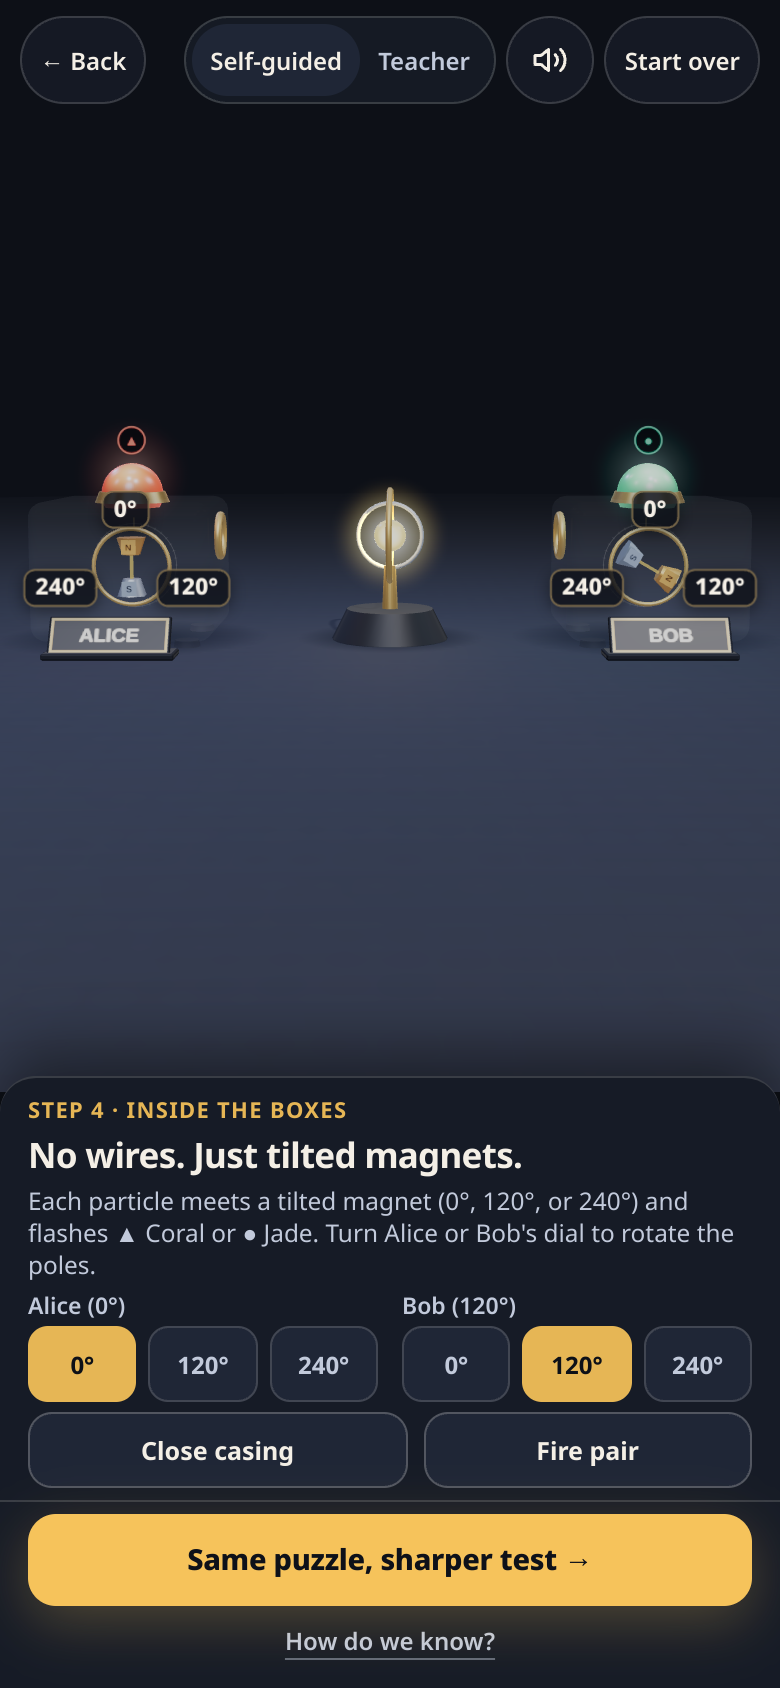 ← Back
Self-guided
Teacher
Start over
▲
●
0°
0°
N
S
S
N
240°
120°
240°
120°
ALICE
BOB
STEP 4 · INSIDE THE BOXES
No wires. Just tilted magnets.
Each particle meets a tilted magnet (0°, 120°, or 240°) and
flashes ▲ Coral or ● Jade. Turn Alice or Bob's dial to rotate the
poles.
Alice (0°)
Bob (120°)
0°
120°
240°
0°
120°
240°
Close casing
Fire pair
Same puzzle, sharper test →
How do we know?